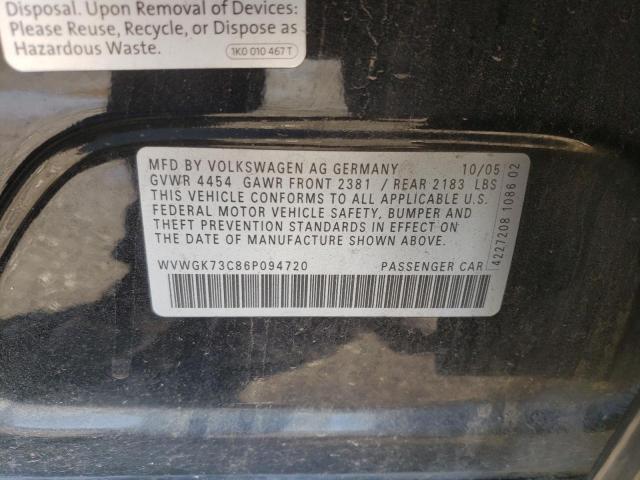 Disposal. Upon Removal of Devices:
Please Reuse, Recycle, or Dispose as
Hazardous Waste.
1K0 010 467 T
MFD BY VOLKSWAGEN AG GERMANY 10/05
GVWR 4454 GAWR FRONT 2381 / REAR 2183 LBS
THIS VEHICLE CONFORMS TO ALL APPLICABLE U.S.
FEDERAL MOTOR VEHICLE SAFETY, BUMPER AND
THEFT PREVENTION STANDARDS IN EFFECT ON
THE DATE OF MANUFACTURE SHOWN ABOVE.
WVWGK73C86P094720 PASSENGER CAR
4227208 1086 02